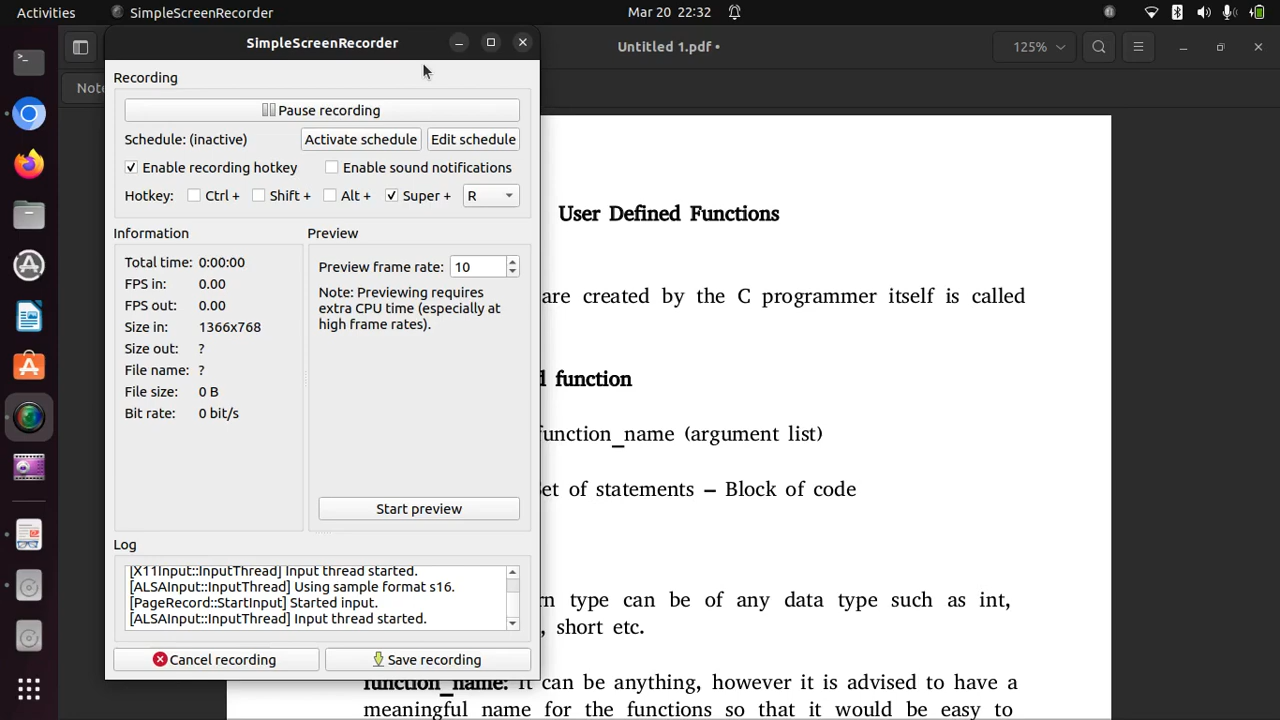 Activities SimpleScreenRecorder Mar 20 22:32
SimpleScreenRecorder
Untitled 1.pdf • 125%
Recording
Pause recording
Schedule: (inactive) Activate schedule Edit schedule
Enable recording hotkey Enable sound notifications
Hotkey: Ctrl + Shift + Alt + Super + R
Information
Total time: 0:00:00
FPS in: 0.00
FPS out: 0.00
Size in: 1366x768
Size out: ?
File name: ?
File size: 0 B
Bit rate: 0 bit/s
Preview
Preview frame rate: 10
Note: Previewing requires
extra CPU time (especially at
high frame rates).
Start preview
Log
[X11Input::InputThread] Input thread started.
[ALSAInput::InputThread] Using sample format s16.
[PageRecord::StartInput] Started input.
[ALSAInput::InputThread] Input thread started.
Cancel recording Save recording
Note
User Defined Functions
are created by the C programmer itself is called
d function
function_name (argument list)
Set of statements – Block of code
rn type can be of any data type such as int,
, short etc.
function_name: It can be anything, however it is advised to have a
meaningful name for the functions so that it would be easy to